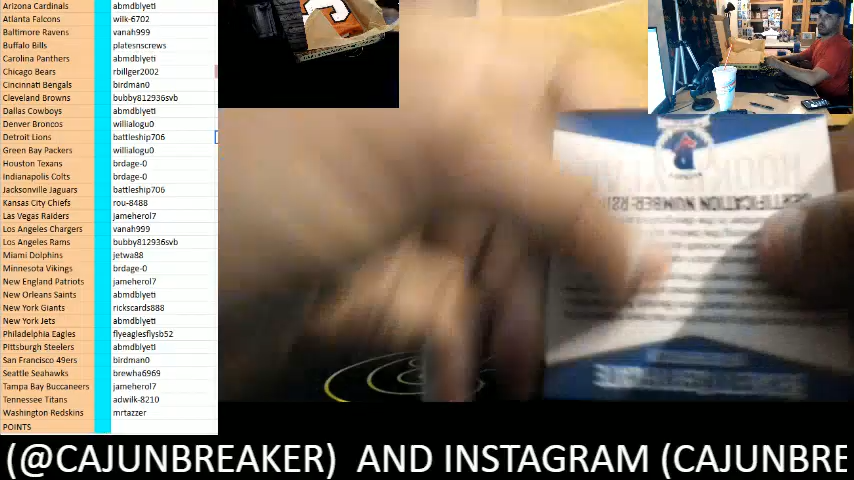 Arizona Cardinals abmdblyeti
Atlanta Falcons wilk-6702
Baltimore Ravens vanah999
Buffalo Bills platesnscrews
Carolina Panthers abmdblyeti
Chicago Bears rbillger2002
Cincinnati Bengals birdman0
Cleveland Browns bubby812936svb
Dallas Cowboys abmdblyeti
Denver Broncos willialogu0
Detroit Lions battleship706
Green Bay Packers willialogu0
Houston Texans brdage-0
Indianapolis Colts brdage-0
Jacksonville Jaguars battleship706
Kansas City Chiefs rou-8488
Las Vegas Raiders jameherol7
Los Angeles Chargers vanah999
Los Angeles Rams bubby812936svb
Miami Dolphins jetwa88
Minnesota Vikings brdage-0
New England Patriots jameherol7
New Orleans Saints abmdblyeti
New York Giants rickscards888
New York Jets abmdblyeti
Philadelphia Eagles flyeaglesflysb52
Pittsburgh Steelers abmdblyeti
San Francisco 49ers birdman0
Seattle Seahawks brewha6969
Tampa Bay Buccaneers jameherol7
Tennessee Titans adwilk-8210
Washington Redskins mrtazzer
POINTS
CERTIFICATION NUMBER:
(@CAJUNBREAKER) AND INSTAGRAM (CAJUNBRE